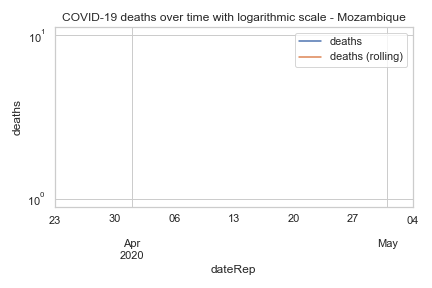 COVID-19 deaths over time with logarithmic scale - Mozambique
deaths
deaths (rolling)
deaths
10¹
10⁰
23 30 06 13 20 27 04
Apr May
2020
dateRep